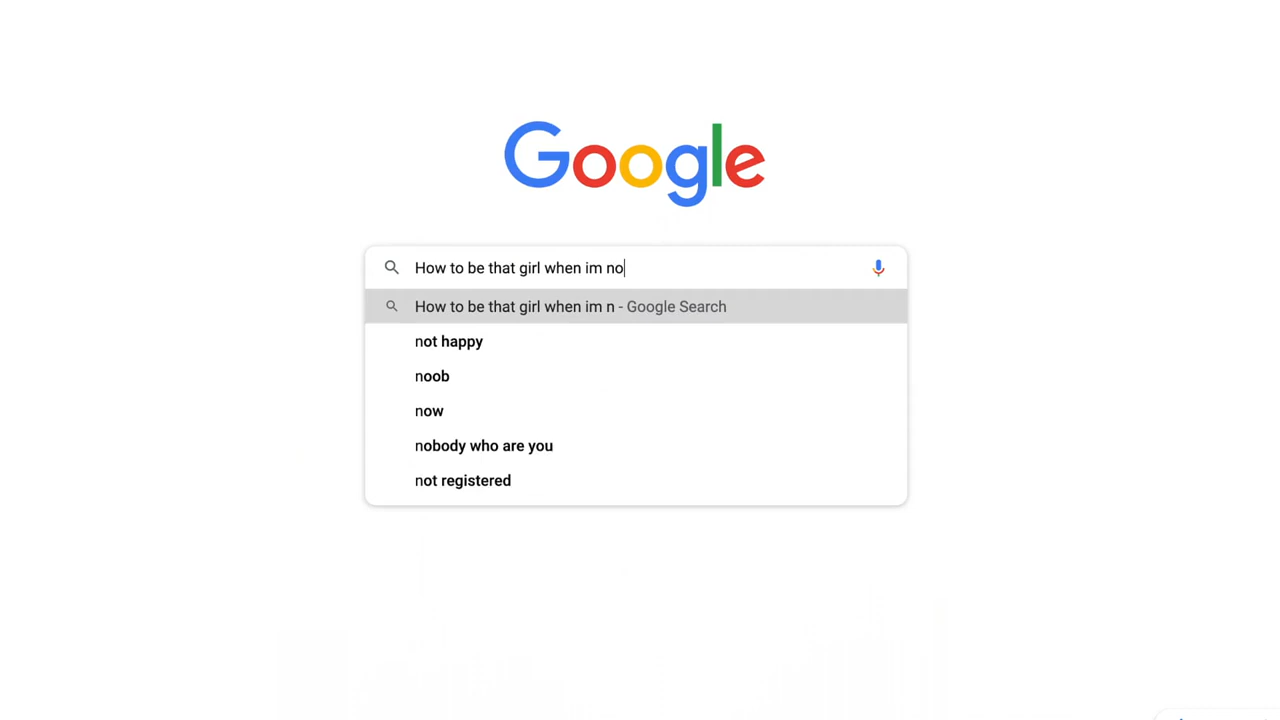 Google
How to be that girl when im no
How to be that girl when im n - Google Search
not happy
noob
now
nobody who are you
not registered